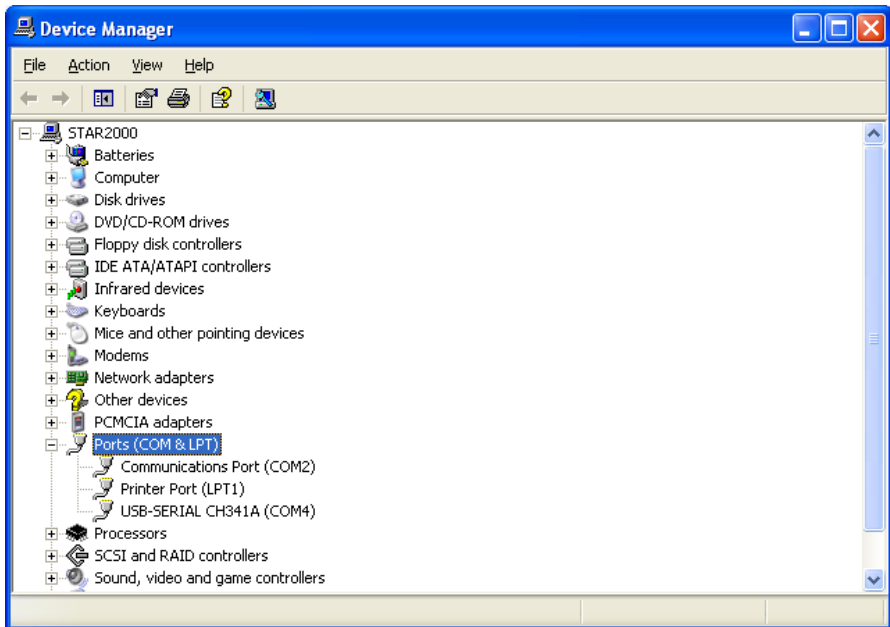 Device Manager
File Action View Help
STAR2000
Batteries
Computer
Disk drives
DVD/CD-ROM drives
Floppy disk controllers
IDE ATA/ATAPI controllers
Infrared devices
Keyboards
Mice and other pointing devices
Modems
Network adapters
Other devices
PCMCIA adapters
Ports (COM & LPT)
Communications Port (COM2)
Printer Port (LPT1)
USB-SERIAL CH341A (COM4)
Processors
SCSI and RAID controllers
Sound, video and game controllers